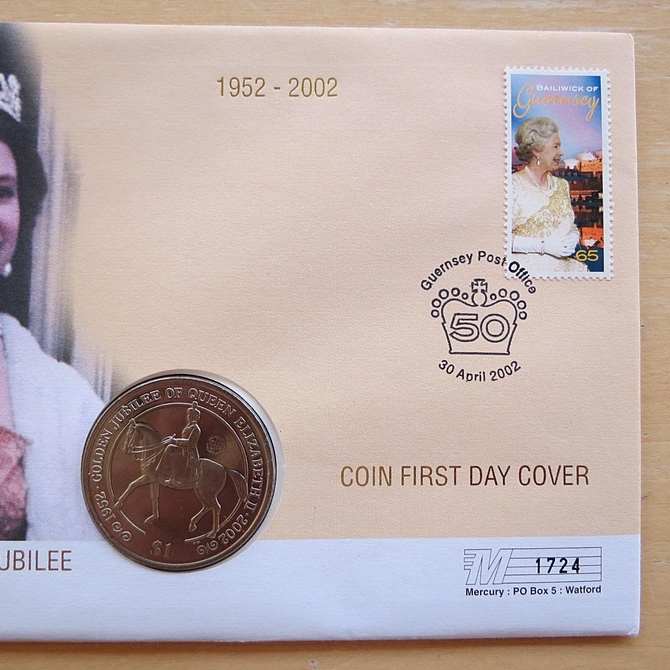 1952 - 2002
BAILIWICK OF
Guernsey
65
Guernsey Post Office
50
30 April 2002
1952 GOLDEN JUBILEE OF QUEEN ELIZABETH II · 2002
$1
COIN FIRST DAY COVER
UBILEE
M 1724
Mercury : PO Box 5 : Watford